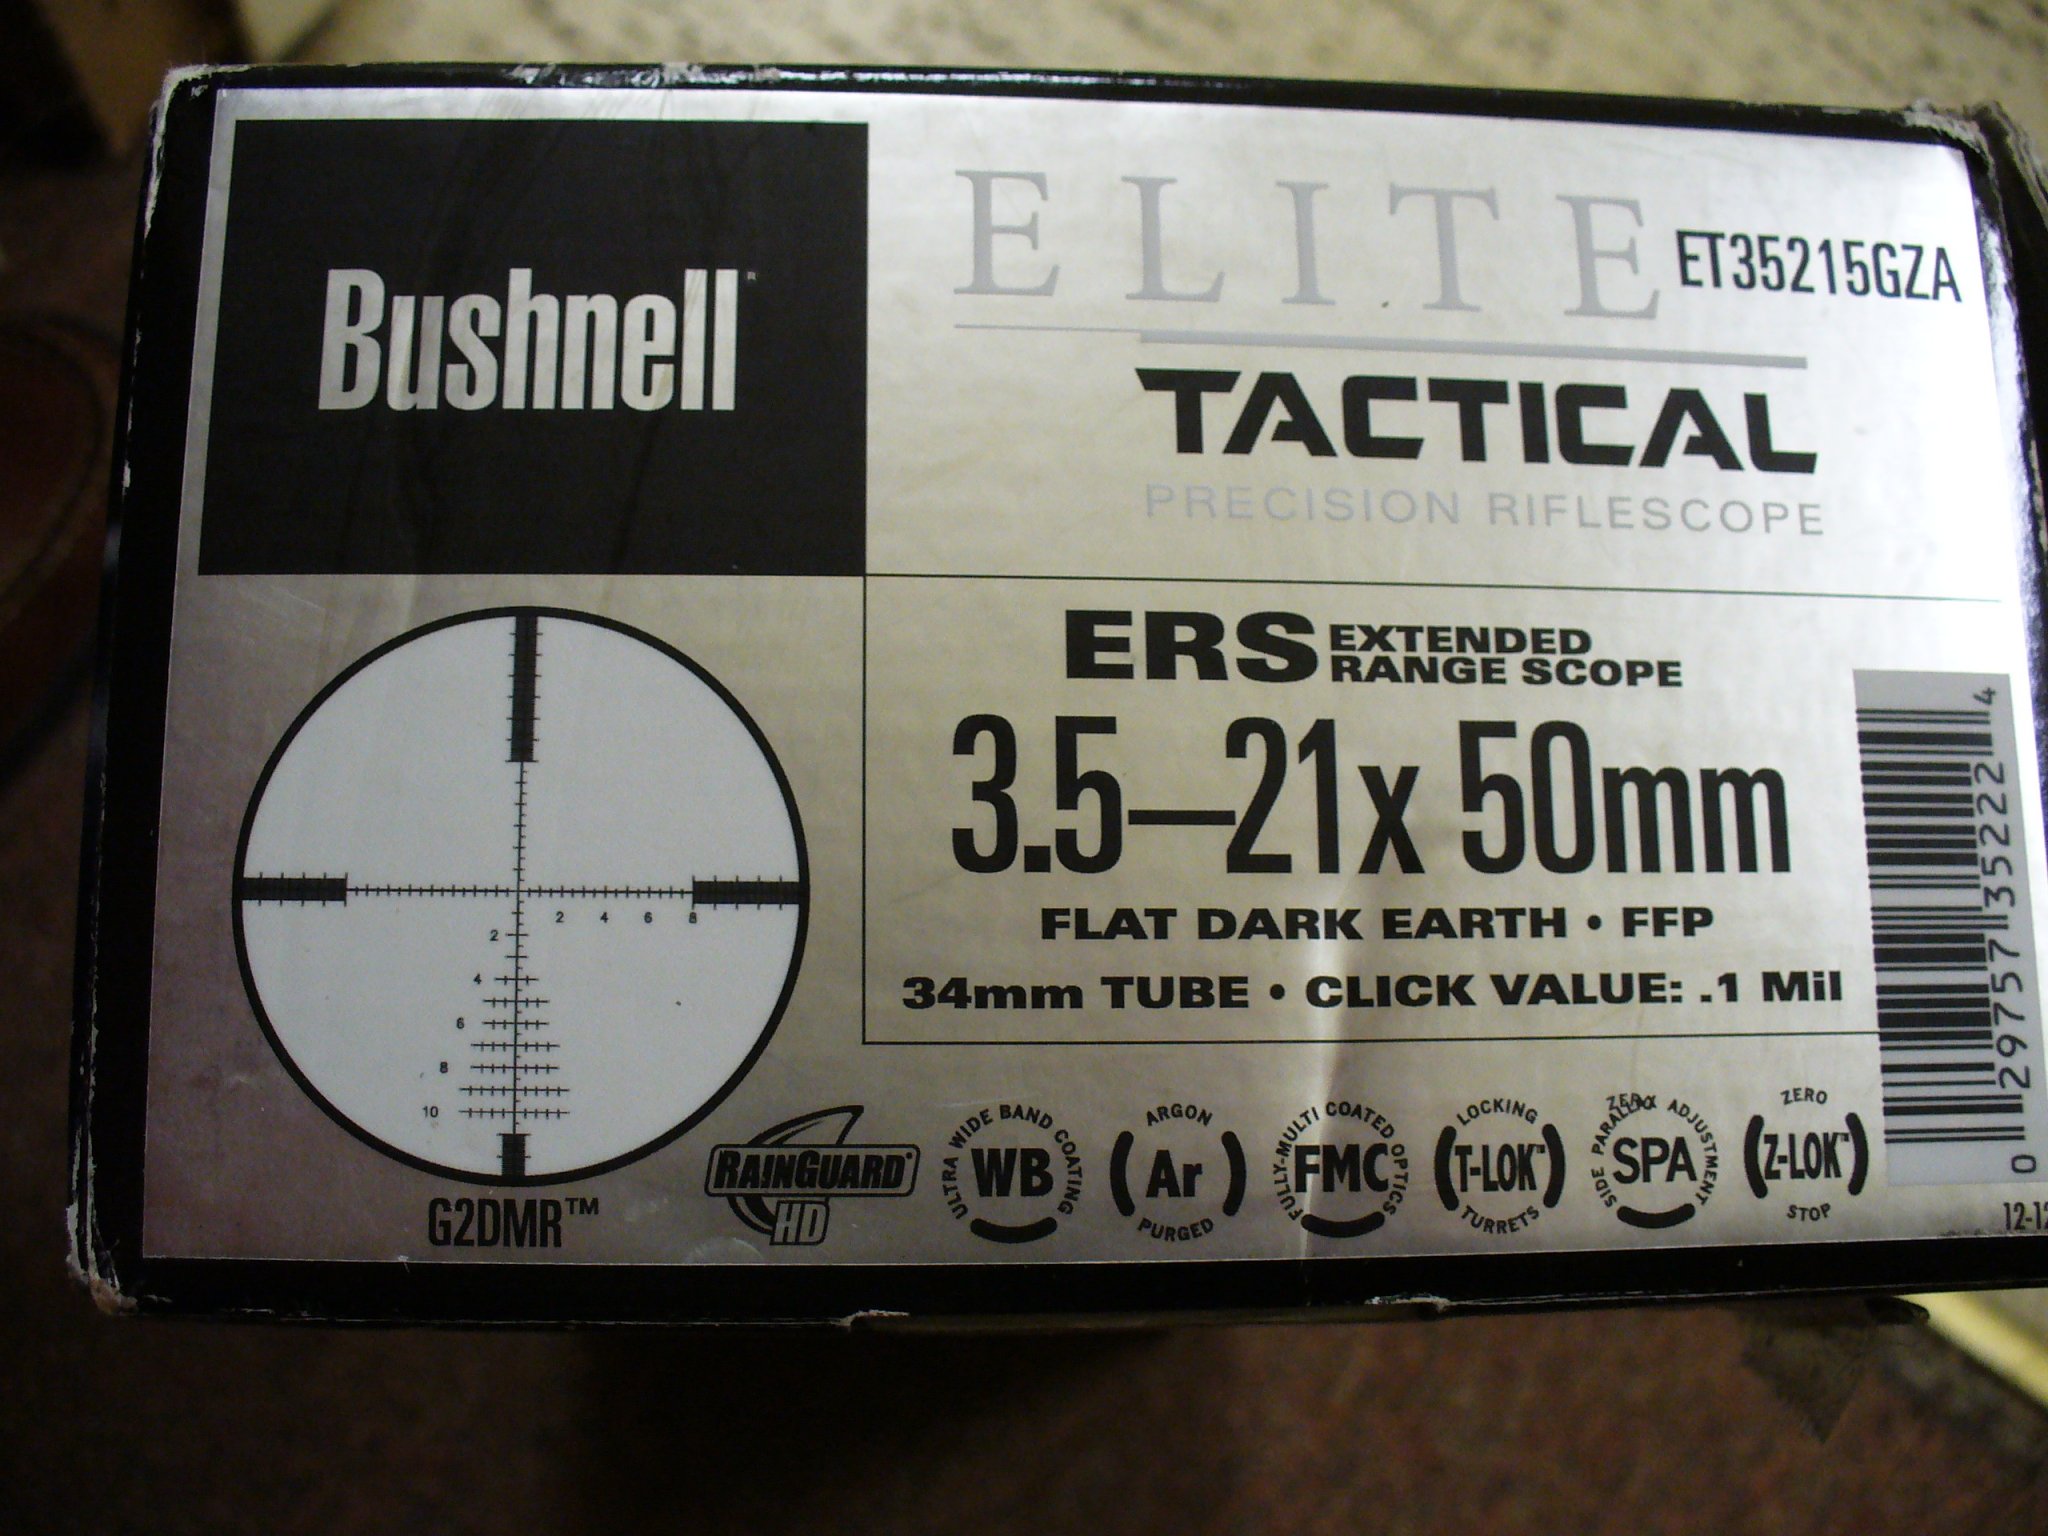 Bushnell®
ELITE
ET35215GZA
TACTICAL
PRECISION RIFLESCOPE
ERS EXTENDED
RANGE SCOPE
3.5–21x 50mm
FLAT DARK EARTH • FFP
34mm TUBE • CLICK VALUE: .1 Mil
2 4 6 8
2
4
6
8
10
G2DMR™
RAINGUARD®
HD
ULTRA WIDE BAND COATING
WB
ARGON
Ar
PURGED
FULLY-MULTI COATED OPTICS
FMC
LOCKING
T-LOK™
TURRETS
SIDE PARALLAX ADJUSTMENT
SPA
ZERO
Z-LOK™
STOP
0 29757 35222 4